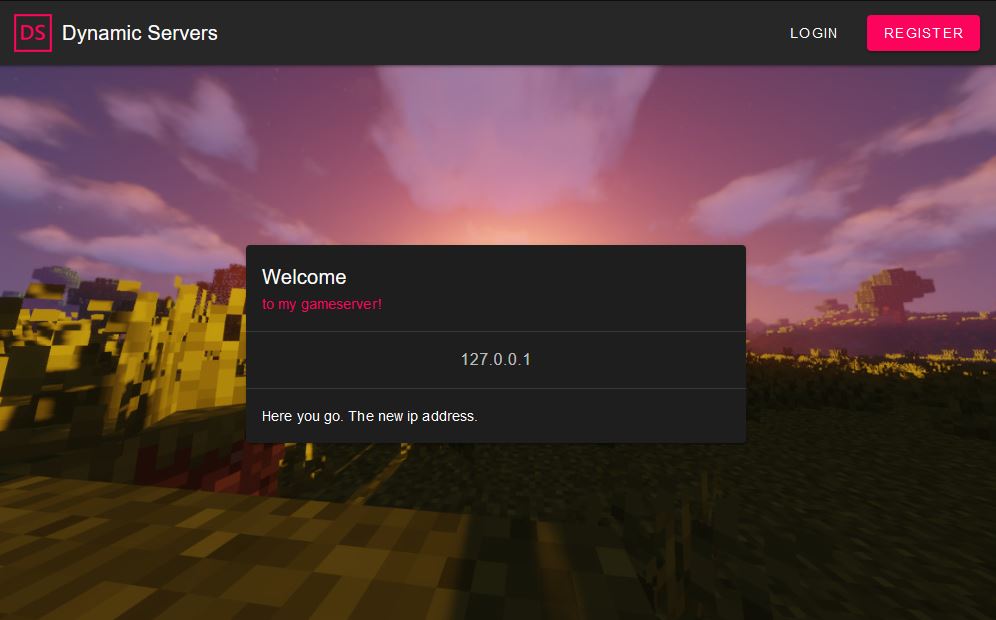 DS Dynamic Servers LOGIN REGISTER
Welcome
to my gameserver!
127.0.0.1
Here you go. The new ip address.